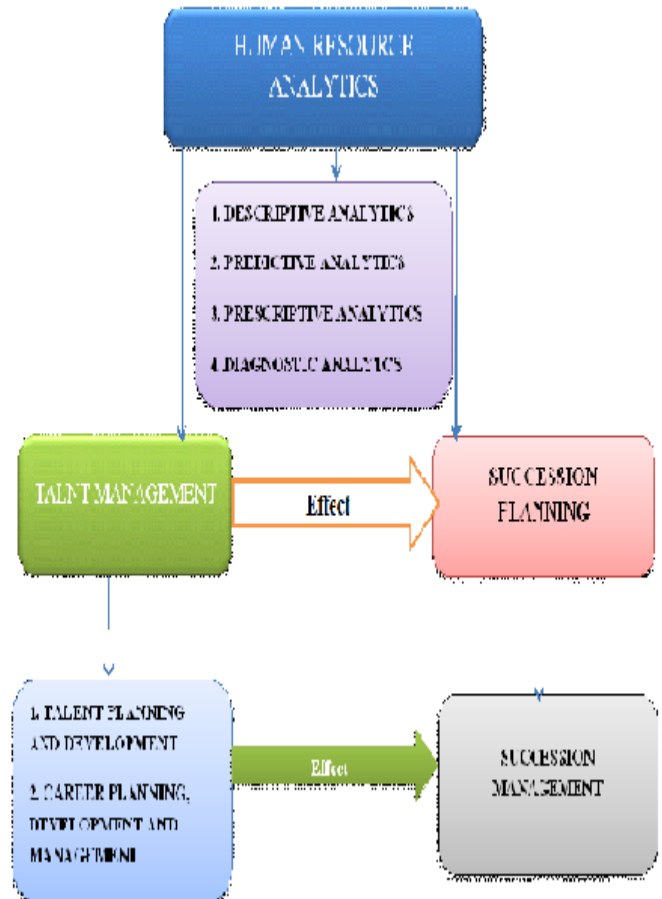 HUMAN RESOURCE
ANALYTICS
1. DESCRIPTIVE ANALYTICS
2. PREDICTIVE ANALYTICS
3. PRESCRIPTIVE ANALYTICS
4. DIAGNOSTIC ANALYTICS
TALNT MANAGEMENT
Effect
SUCCESSION
PLANNING
1. TALENT PLANNING
AND DEVELOPMENT
2. CAREER PLANNING,
DEVELOPMENT AND
MANAGEMENT
Effect
SUCCESSION
MANAGEMENT